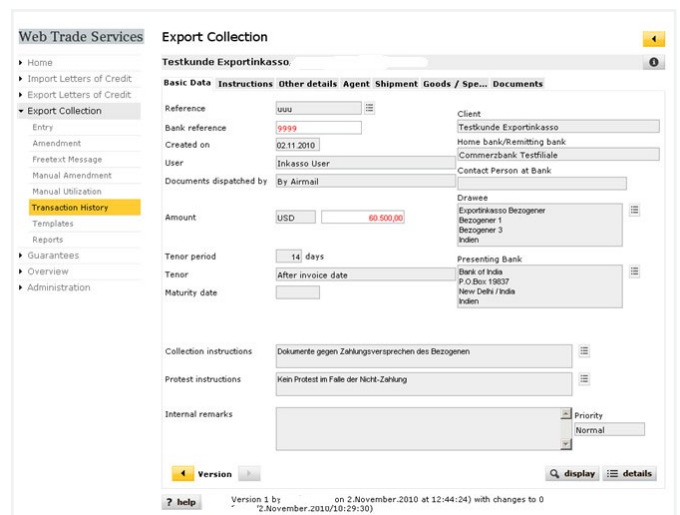 Web Trade Services
Export Collection
Home
Import Letters of Credit
Export Letters of Credit
Export Collection
Entry
Amendment
Freetext Message
Manual Amendment
Manual Utilization
Transaction History
Templates
Reports
Guarantees
Overview
Administration
Testkunde Exportinkasso
Basic Data Instructions Other details Agent Shipment Goods / Spe... Documents
Reference uuu
Bank reference 9999
Created on 02.11.2010
User Inkasso User
Documents dispatched by By Airmail
Amount USD 60.500,00
Tenor period 14 days
Tenor After invoice date
Maturity date
Client
Testkunde Exportinkasso
Home bank/Remitting bank
Commerzbank Testfiliale
Contact Person at Bank
Drawee
Exportinkasso Bezogener
Bezogener 1
Bezogener 3
Indien
Presenting Bank
Bank of India
P.O.Box 19837
New Delhi / India
Indien
Collection instructions Dokumente gegen Zahlungsversprechen des Bezogenen
Protest instructions Kein Protest im Falle der Nicht-Zahlung
Internal remarks
Priority
Normal
Version
display details
? help
Version 1 by on 2.November.2010 at 12:44:24) with changes to 0
2.November.2010/10:29:30)